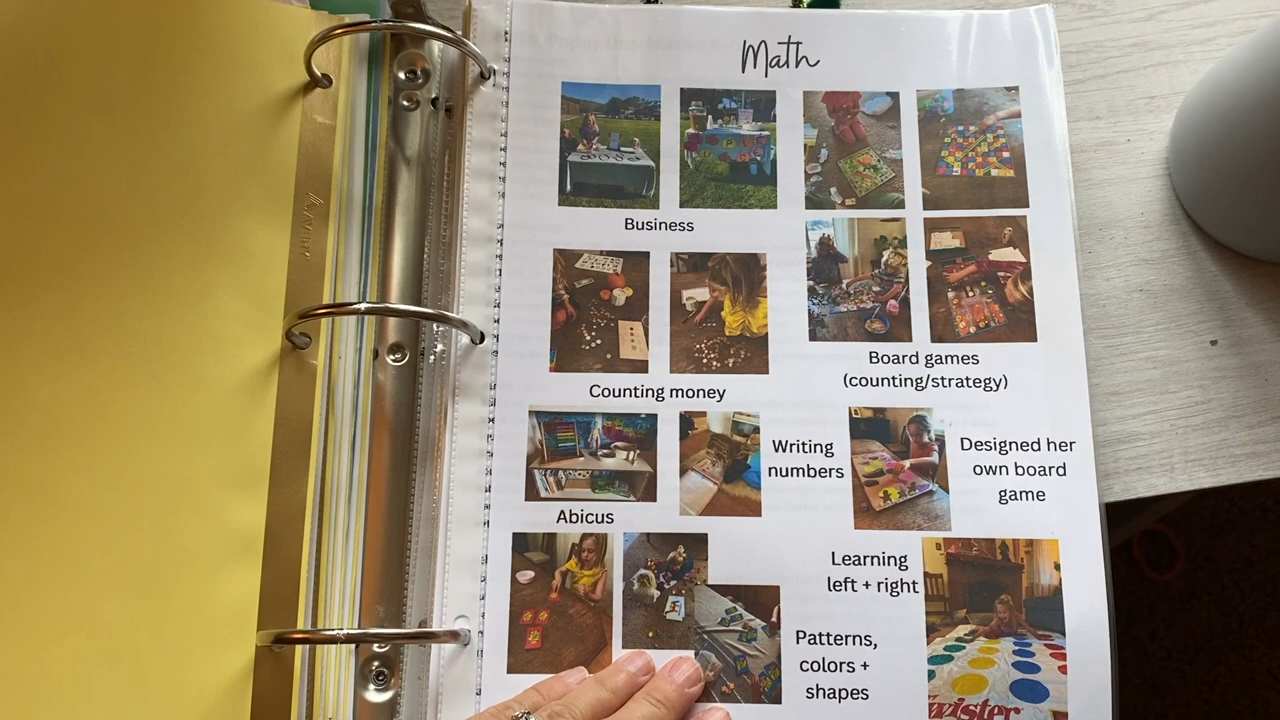 Math
Business
Counting money
Board games
(counting/strategy)
Writing
numbers
Designed her
own board
game
Abicus
Learning
left + right
Patterns,
colors +
shapes
Twister